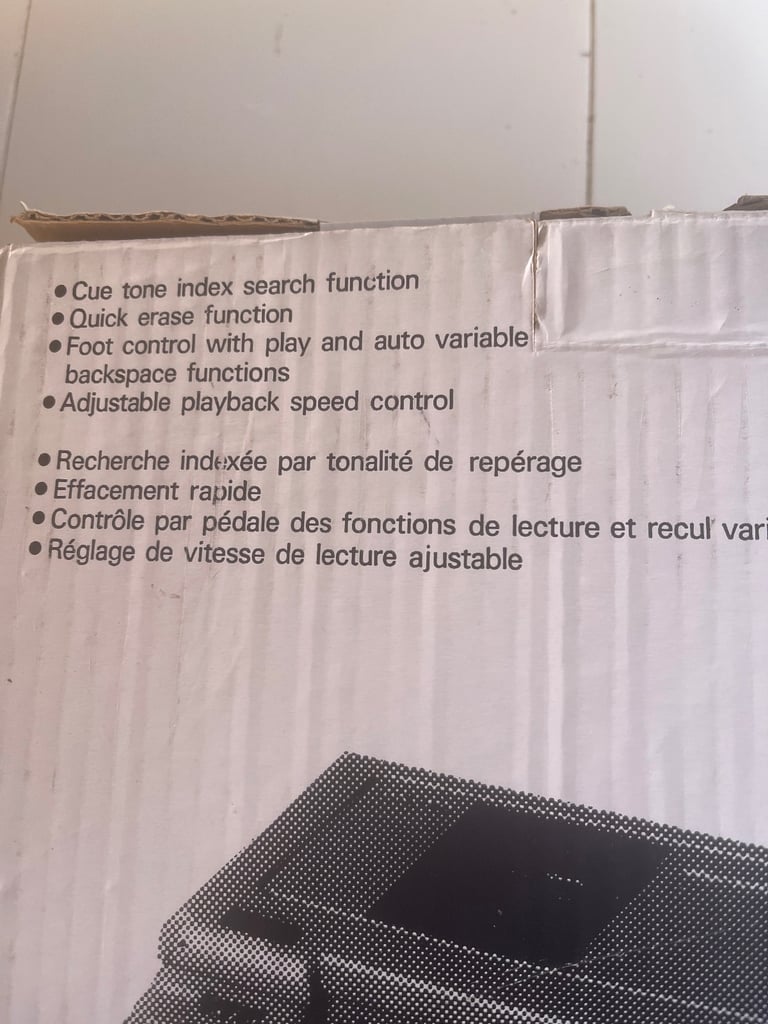 • Cue tone index search function
• Quick erase function
• Foot control with play and auto variable
backspace functions
• Adjustable playback speed control
• Recherche indexée par tonalité de repérage
• Effacement rapide
• Contrôle par pédale des fonctions de lecture et recul vari
• Réglage de vitesse de lecture ajustable